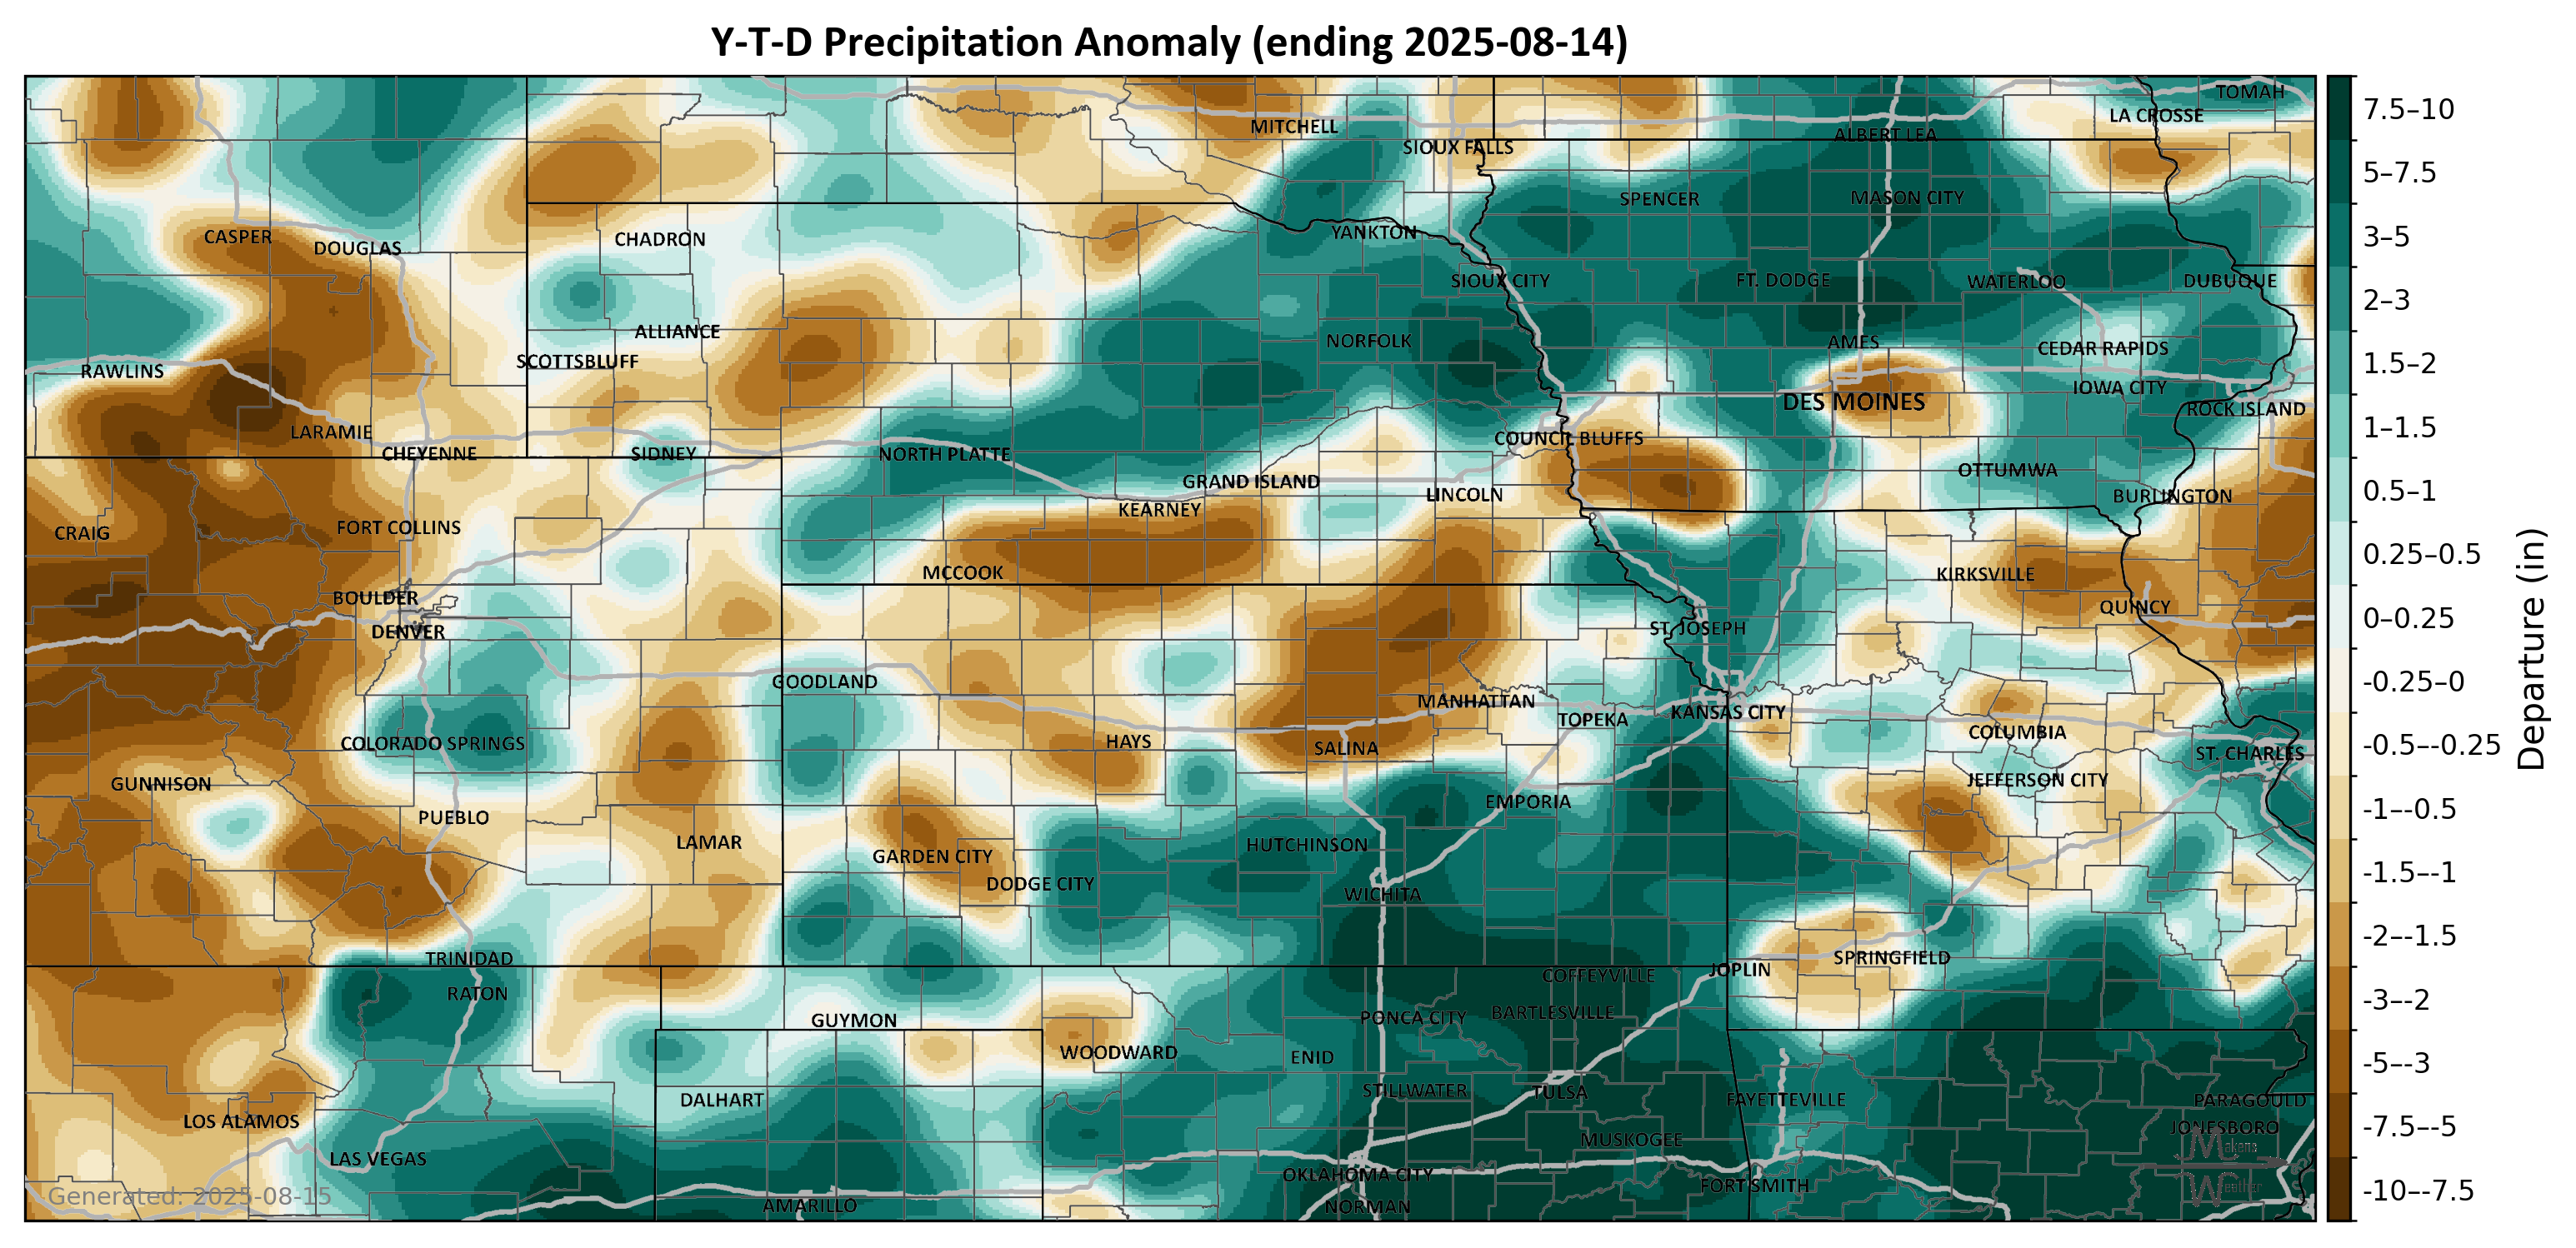 Y-T-D Precipitation Anomaly (ending 2025-08-14)
TOMAH
LA CROSSE
MITCHELL
ALBERT LEA
SIOUX FALLS
SPENCER
MASON CITY
YANKTON
CASPER
CHADRON
DOUGLAS
SIOUX CITY
FT. DODGE
WATERLOO
DUBUQUE
ALLIANCE
NORFOLK
AMES
CEDAR RAPIDS
SCOTTSBLUFF
RAWLINS
IOWA CITY
DES MOINES
ROCK ISLAND
LARAMIE
COUNCIL BLUFFS
CHEYENNE
SIDNEY
NORTH PLATTE
OTTUMWA
GRAND ISLAND
LINCOLN
BURLINGTON
KEARNEY
CRAIG
FORT COLLINS
MCCOOK
KIRKSVILLE
BOULDER
QUINCY
DENVER
ST. JOSEPH
GOODLAND
MANHATTAN
TOPEKA
KANSAS CITY
COLUMBIA
COLORADO SPRINGS
HAYS
SALINA
ST. CHARLES
GUNNISON
JEFFERSON CITY
EMPORIA
PUEBLO
LAMAR
HUTCHINSON
GARDEN CITY
DODGE CITY
WICHITA
TRINIDAD
SPRINGFIELD
JOPLIN
COFFEYVILLE
RATON
BARTLESVILLE
PONCA CITY
GUYMON
WOODWARD
ENID
STILLWATER
TULSA
DALHART
FAYETTEVILLE
PARAGOULD
LOS ALAMOS
JONESBORO
MUSKOGEE
Makens
LAS VEGAS
OKLAHOMA CITY
FORT SMITH
Weather
Generated: 2025-08-15
AMARILLO
NORMAN
7.5–10
5–7.5
3–5
2–3
1.5–2
1–1.5
0.5–1
0.25–0.5
0–0.25
-0.25–0
-0.5–-0.25
-1–-0.5
-1.5–-1
-2–-1.5
-3–-2
-5–-3
-7.5–-5
-10–-7.5
Departure (in)